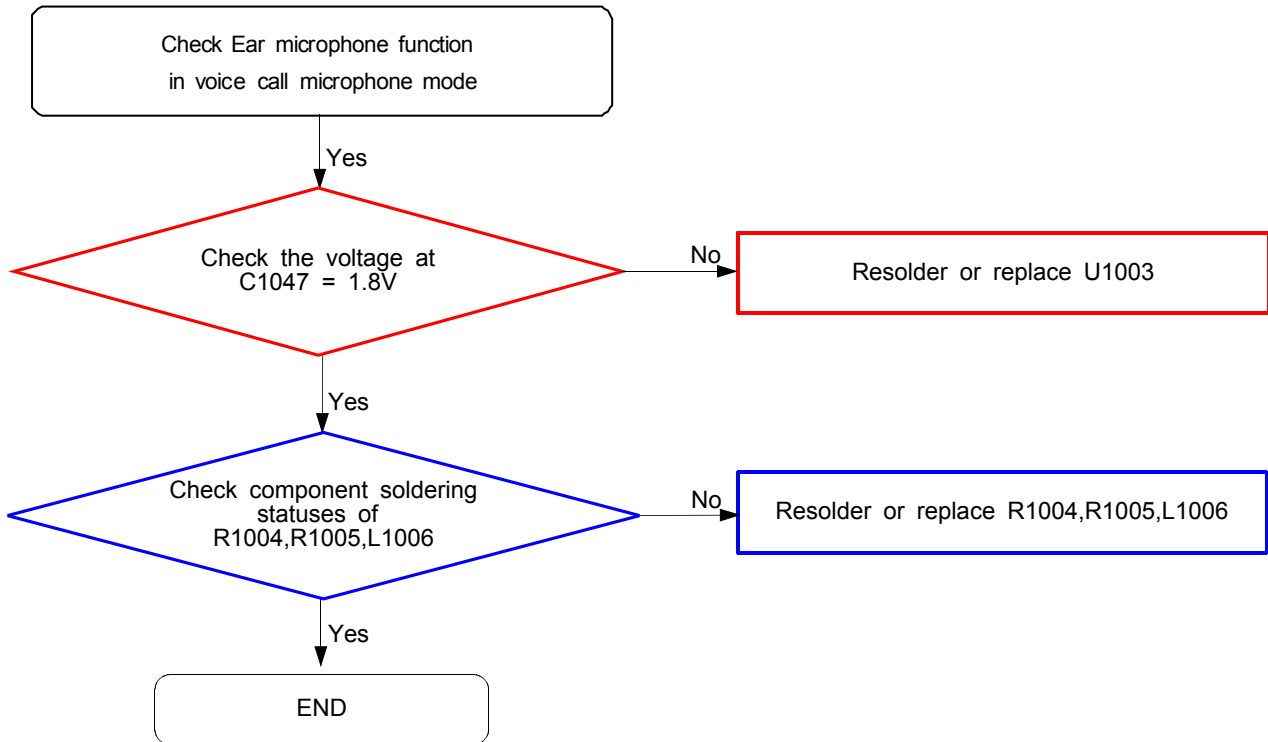 Check Ear microphone function
in voice call microphone mode
Yes
Check the voltage at
C1047 = 1.8V
No
Resolder or replace U1003
Yes
Check component soldering
statuses of
R1004,R1005,L1006
No
Resolder or replace R1004,R1005,L1006
Yes
END